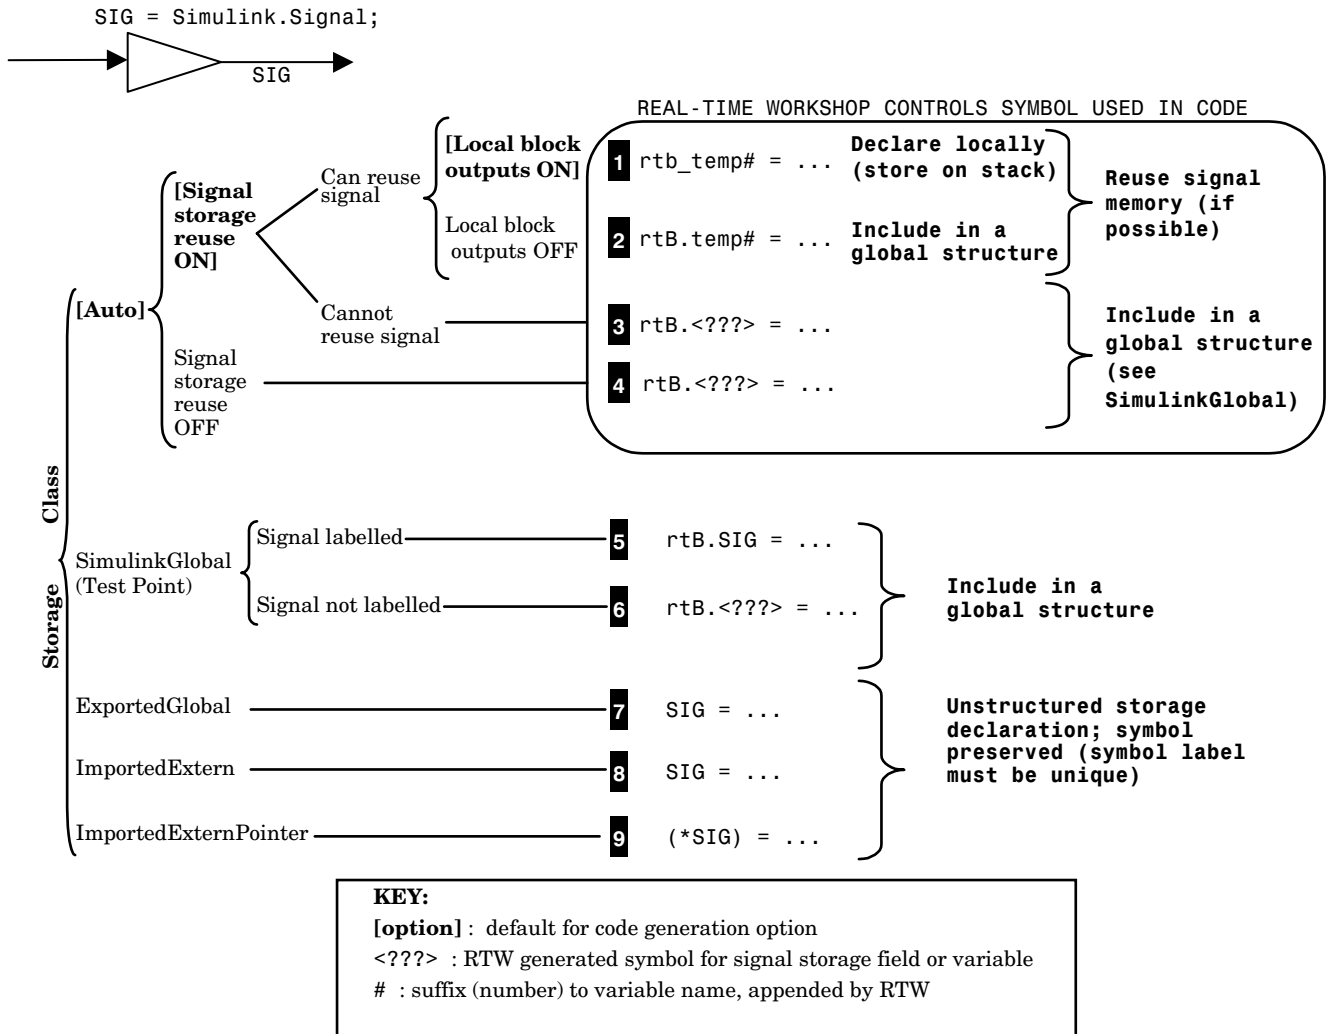 SIG = Simulink.Signal;
SIG
REAL-TIME WORKSHOP CONTROLS SYMBOL USED IN CODE
Storage Class
[Auto]
[Signal
storage
reuse
ON]
Can reuse
signal
[Local block
outputs ON]
1 rtb_temp# = ...
Declare locally
(store on stack)
Reuse signal
memory (if
possible)
Local block
outputs OFF
2 rtB.temp# = ...
Include in a
global structure
Cannot
reuse signal
3 rtB.<???> = ...
Signal
storage
reuse
OFF
4 rtB.<???> = ...
Include in a
global structure
(see
SimulinkGlobal)
SimulinkGlobal
(Test Point)
Signal labelled
5 rtB.SIG = ...
Signal not labelled
6 rtB.<???> = ...
Include in a
global structure
ExportedGlobal
7 SIG = ...
ImportedExtern
8 SIG = ...
ImportedExternPointer
9 (*SIG) = ...
Unstructured storage
declaration; symbol
preserved (symbol label
must be unique)
KEY:
[option] : default for code generation option
<???> : RTW generated symbol for signal storage field or variable
# : suffix (number) to variable name, appended by RTW